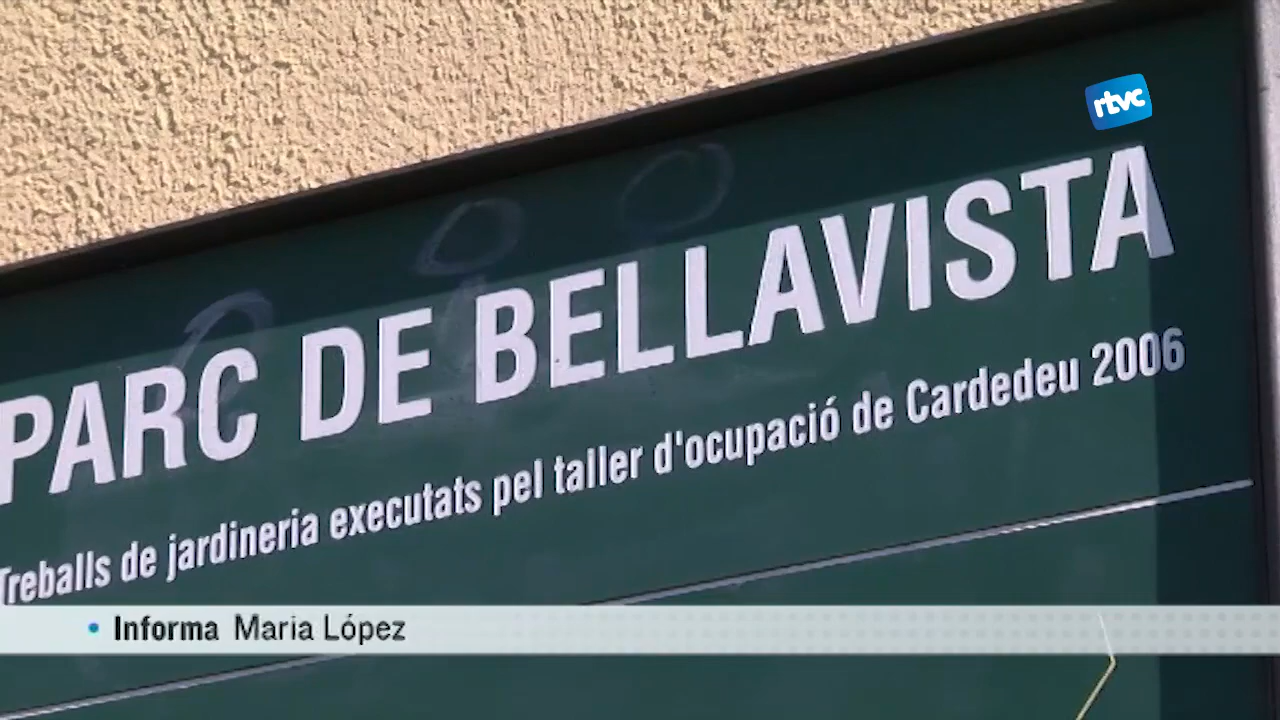 rtvc
PARC DE BELLAVISTA
Treballs de jardineria executats pel taller d'ocupació de Cardedeu 2006
• Informa Maria López